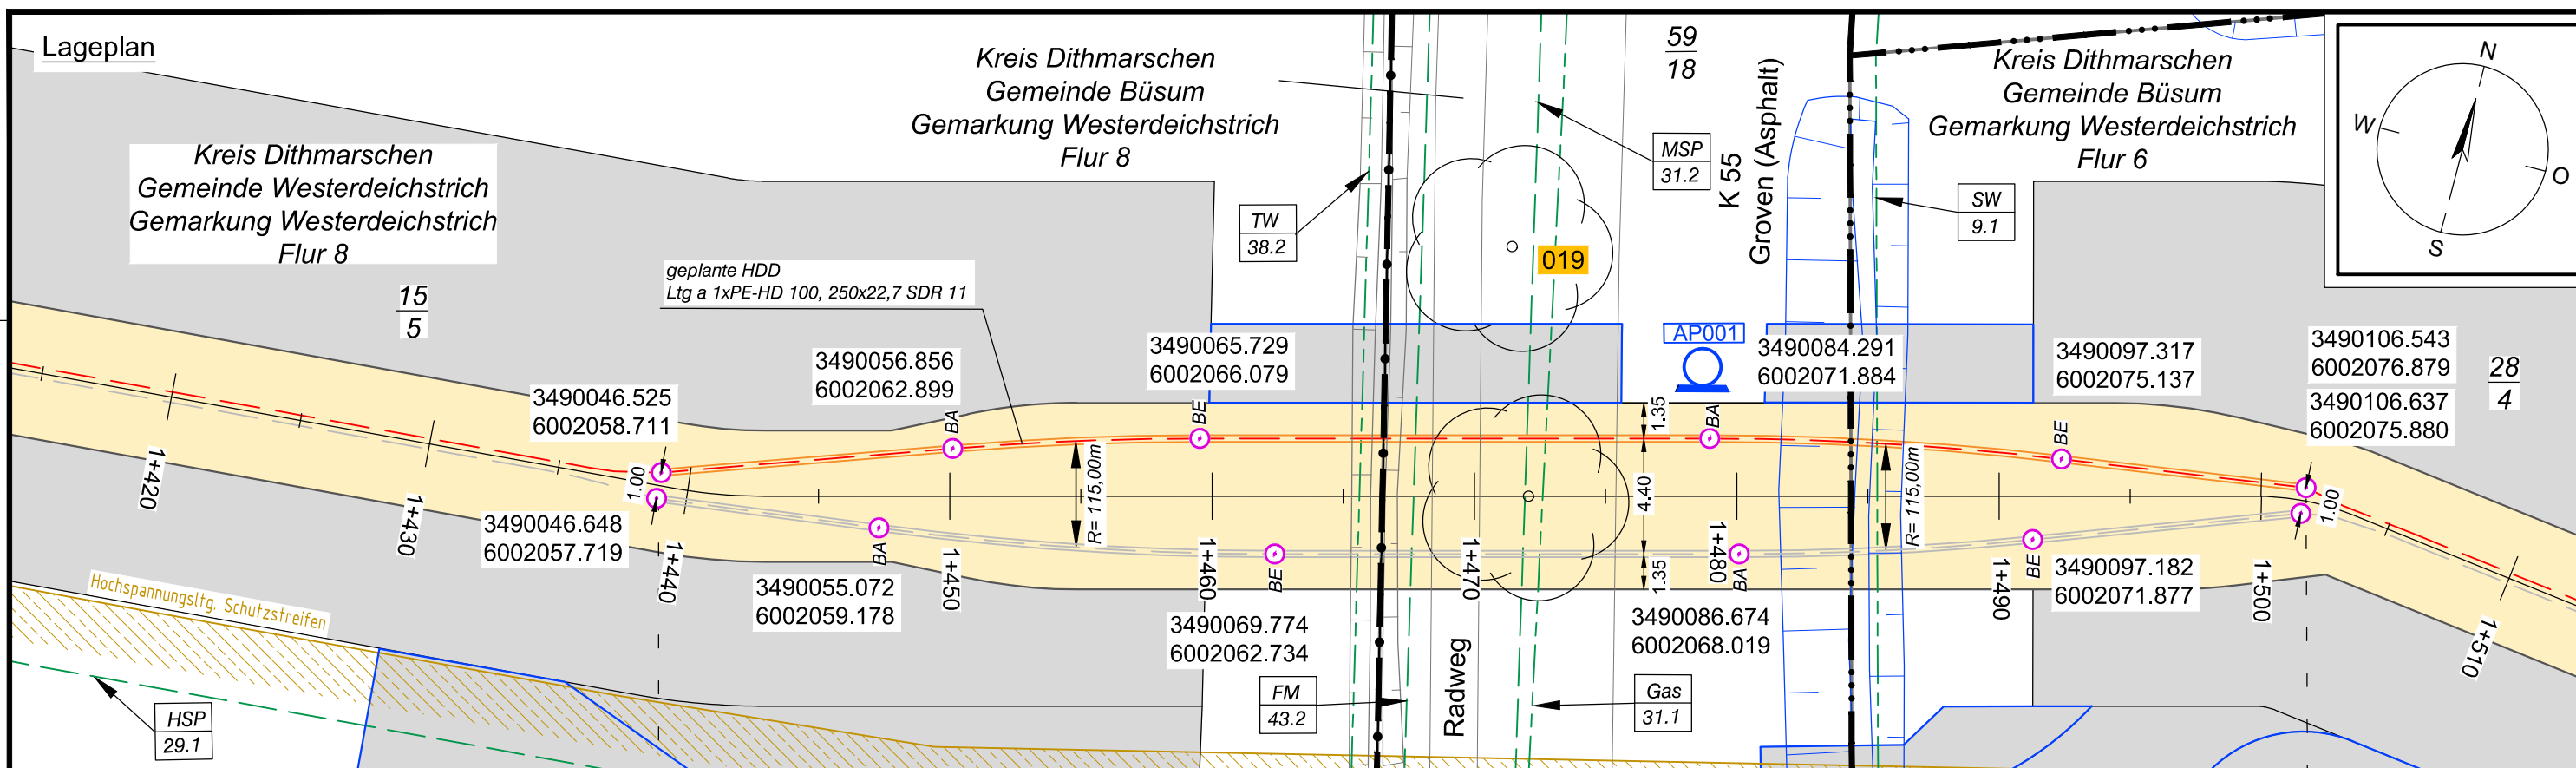 Lageplan
Kreis Dithmarschen
Gemeinde Westerdeichstrich
Gemarkung Westerdeichstrich
Flur 8
15
5
Kreis Dithmarschen
Gemeinde Büsum
Gemarkung Westerdeichstrich
Flur 8
59
18
Kreis Dithmarschen
Gemeinde Büsum
Gemarkung Westerdeichstrich
Flur 6
N
W
O
S
MSP
31.2
K 55
Groven (Asphalt)
SW
9.1
TW
38.2
019
geplante HDD
Ltg a 1xPE-HD 100, 250x22,7 SDR 11
AP001
3490046.525
6002058.711
3490056.856
6002062.899
3490065.729
6002066.079
3490084.291
6002071.884
3490097.317
6002075.137
3490106.543
6002076.879
3490106.637
6002075.880
28
4
BA
BE
BA
BE
1.35
4.40
1.35
1.00
1.00
R= 115,00m
R= 115,00m
1+420
1+430
1+440
1+450
1+460
1+470
1+480
1+490
1+500
1+510
BA
BE
BA
BE
3490046.648
6002057.719
3490055.072
6002059.178
3490069.774
6002062.734
3490086.674
6002068.019
3490097.182
6002071.877
Hochspannungsltg. Schutzstreifen
HSP
29.1
FM
43.2
Radweg
Gas
31.1